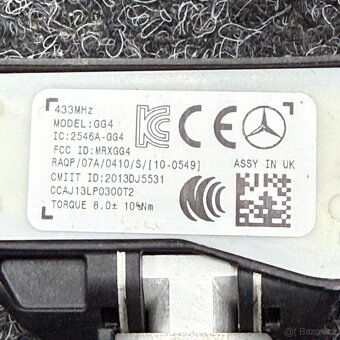 433MHz
MODEL:GG4
IC:2546A-GG4
FCC ID:MRXGG4
RAQP/07A/0410/S/[10-0549]
ASSY IN UK
CMIIT ID:2013DJ5531
CCAJ13LP0300T2
TORQUE 8.0± 10%Nm